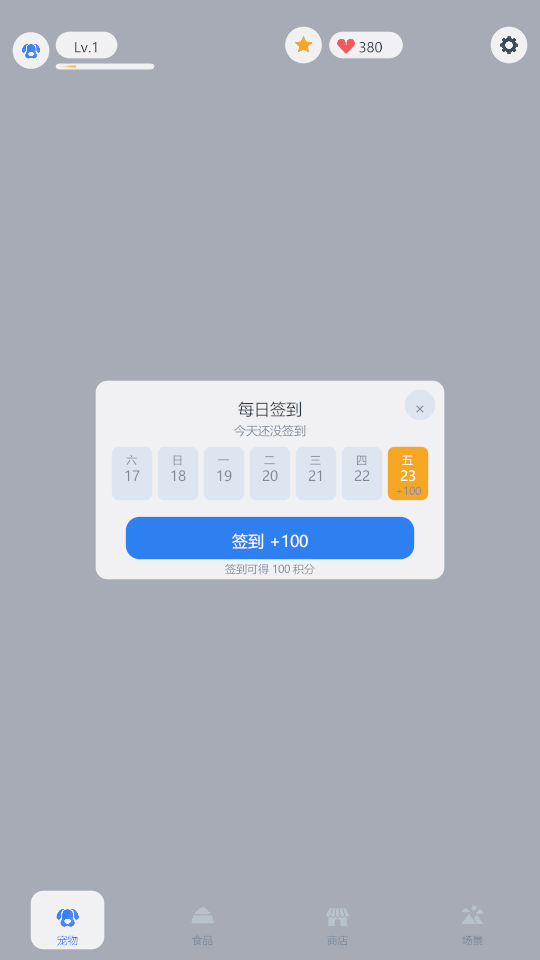 Lv.1
380
每日签到
×
今天还没签到
六 日 一 二 三 四 五
17 18 19 20 21 22 23
+100
签到 +100
签到可得 100 积分
宠物 食品 商店 场景